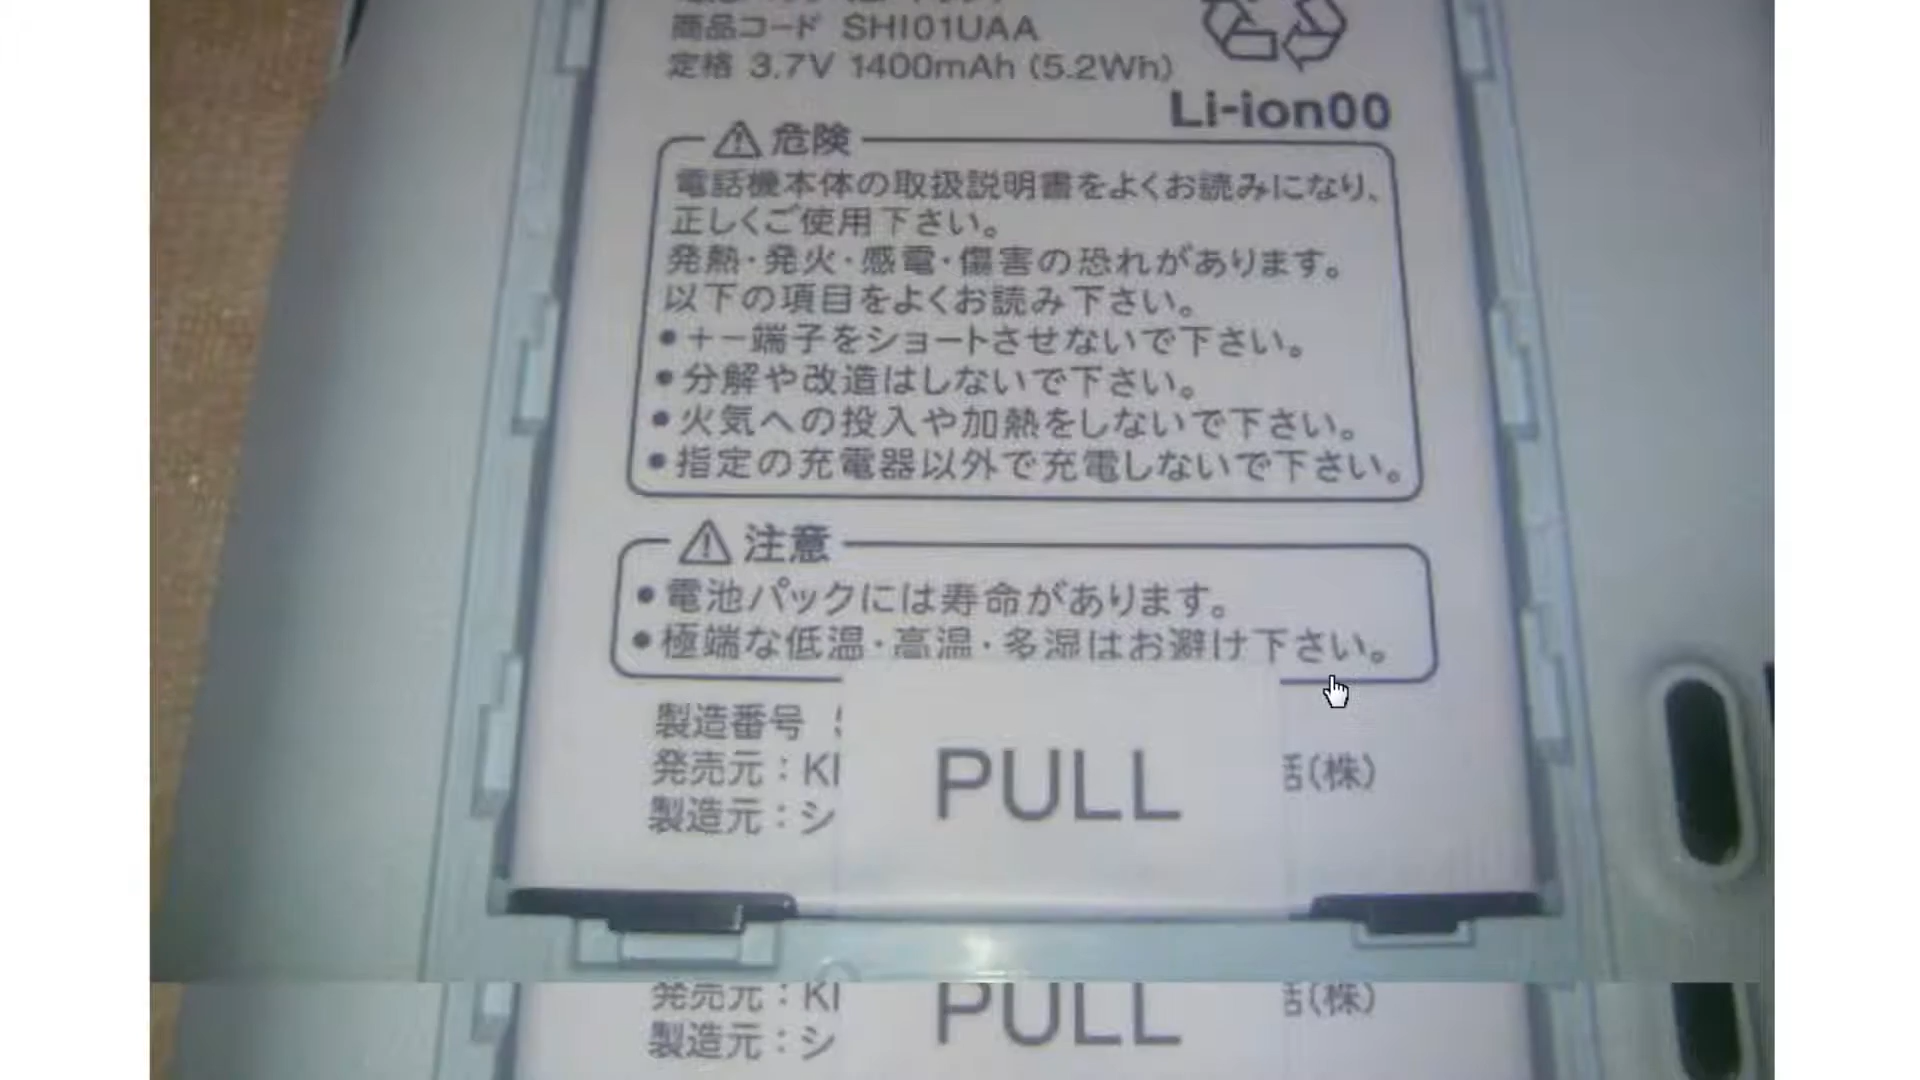 商品コード SHI01UAA
定格 3.7V 1400mAh (5.2Wh)
Li-ion00
危険
電話機本体の取扱説明書をよくお読みになり、
正しくご使用下さい。
発熱・発火・感電・傷害の恐れがあります。
以下の項目をよくお読み下さい。
●+−端子をショートさせないで下さい。
●分解や改造はしないで下さい。
●火気への投入や加熱をしないで下さい。
●指定の充電器以外で充電しないで下さい。
注意
●電池パックには寿命があります。
●極端な低温・高温・多湿はお避け下さい。
製造番号
発売元:KI
(株)
製造元:シ
PULL
発売元:KI
(株)
製造元:シ
PULL